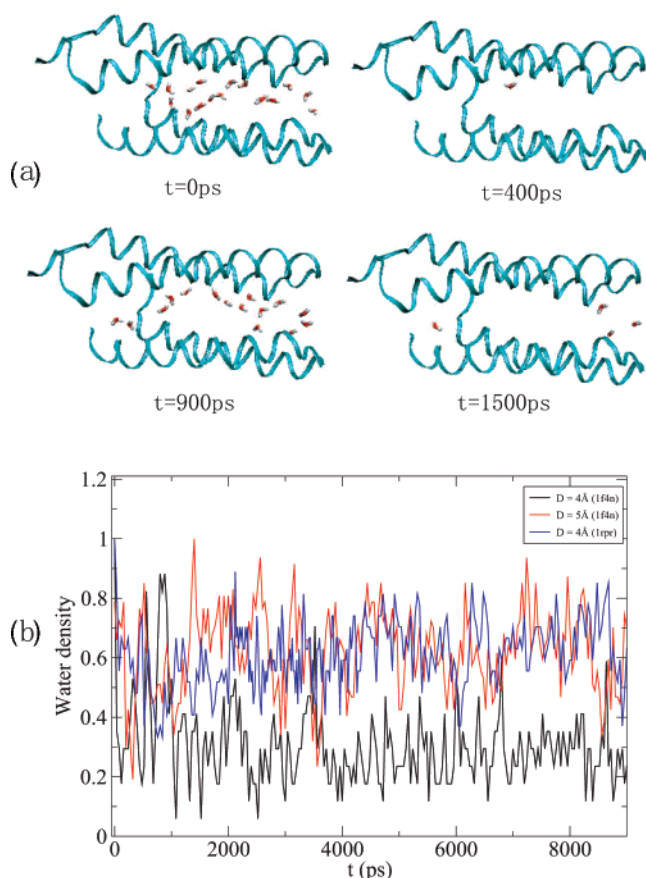 (a)
t=0ps
t=400ps
t=900ps
t=1500ps
(b)
1.2
1
0.8
0.6
0.4
0.2
0
Water density
D = 4Å (1f4n)
D = 5Å (1f4n)
D = 4Å (1rpr)
0 2000 4000 6000 8000
t (ps)